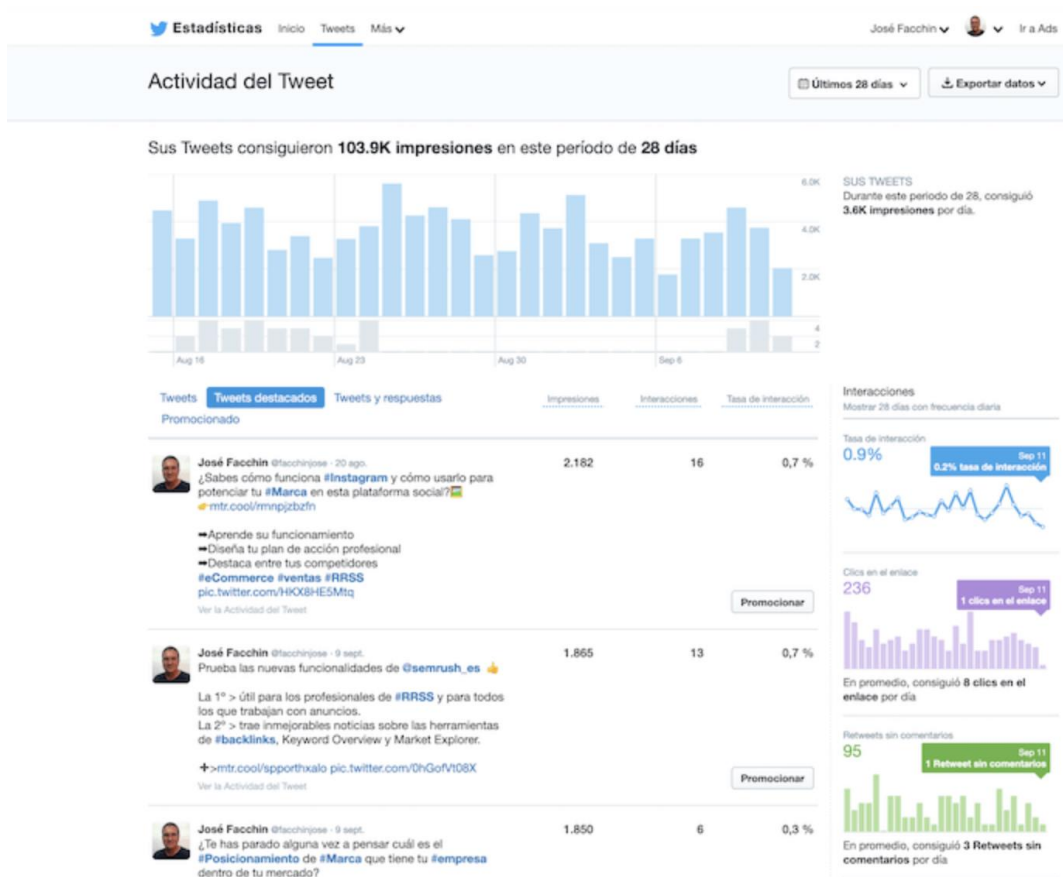 Estadísticas Inicio Tweets Más
José Facchin Ir a Ads
Actividad del Tweet
Últimos 28 días
Exportar datos
Sus Tweets consiguieron 103.9K impresiones en este período de 28 días
6.0K
4.0K
2.0K
4
2
Aug 16
Aug 23
Aug 30
Sep 6
SUS TWEETS
Durante este período de 28, consiguió
3.6K impresiones por día.
Tweets Tweets destacados Tweets y respuestas
Promocionado
Impresiones Interacciones Tasa de interacción
José Facchin @facchinjose · 20 ago.
¿Sabes cómo funciona #Instagram y cómo usarlo para
potenciar tu #Marca en esta plataforma social?🖼
👉mtr.cool/rmnpjzbzfn
➡Aprende su funcionamiento
➡Diseña tu plan de acción profesional
➡Destaca entre tus competidores
#eCommerce #ventas #RRSS
pic.twitter.com/HKX8HE5Mtq
Ver la Actividad del Tweet
2.182 16 0,7 %
Promocionar
José Facchin @facchinjose · 9 sept.
Prueba las nuevas funcionalidades de @semrush_es 👍
La 1º > útil para los profesionales de #RRSS y para todos
los que trabajan con anuncios.
La 2º > trae inmejorables noticias sobre las herramientas
de #backlinks, Keyword Overview y Market Explorer.
➕>mtr.cool/spporthxalo pic.twitter.com/0hGofVt08X
Ver la Actividad del Tweet
1.865 13 0,7 %
Promocionar
José Facchin @facchinjose · 9 sept.
¿Te has parado alguna vez a pensar cuál es el
#Posicionamiento de #Marca que tiene tu #empresa
dentro de tu mercado?
1.850 6 0,3 %
Interacciones
Mostrar 28 días con frecuencia diaria
Tasa de interacción
0.9%
Sep 11
0.2% tasa de interacción
Clics en el enlace
236
Sep 11
1 clics en el enlace
En promedio, consiguió 8 clics en el
enlace por día
Retweets sin comentarios
95
Sep 11
1 Retweet sin comentarios
En promedio, consiguió 3 Retweets sin
comentarios por día